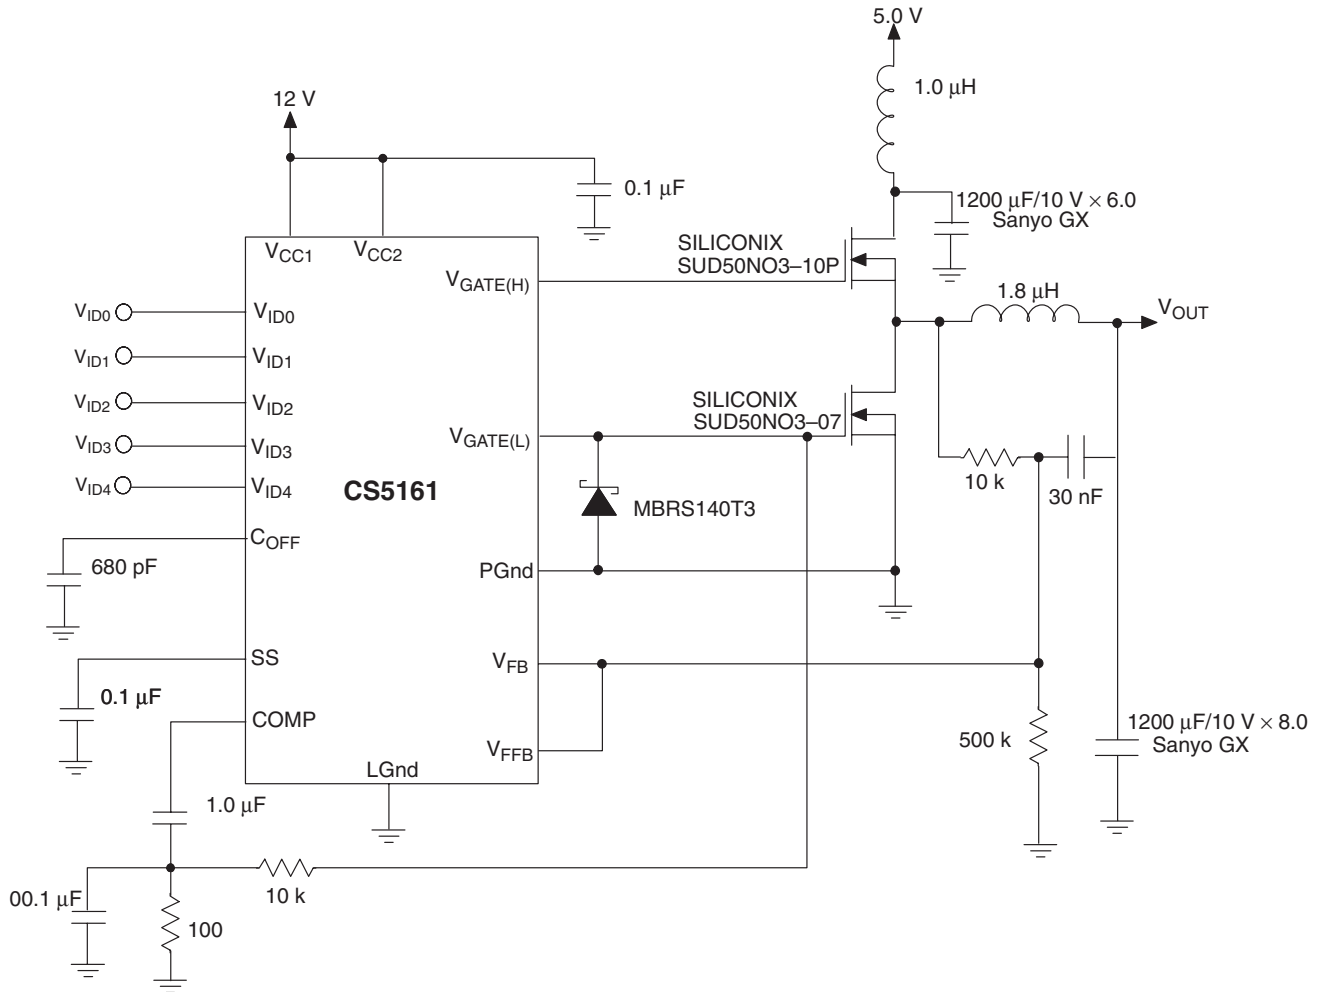 5.0 V
1.0 μH
12 V
0.1 μF
1200 μF/10 V × 6.0
Sanyo GX
SILICONIX
SUD50NO3–10P
VCC1
VCC2
VGATE(H)
1.8 μH
VOUT
VID0
VID0
VID1
VID1
VID2
VID2
VID3
VID3
VID4
VID4
SILICONIX
SUD50NO3–07
VGATE(L)
CS5161
10 k
30 nF
MBRS140T3
COFF
680 pF
PGnd
SS
0.1 μF
VFB
COMP
VFFB
500 k
1200 μF/10 V × 8.0
Sanyo GX
LGnd
1.0 μF
00.1 μF
10 k
100